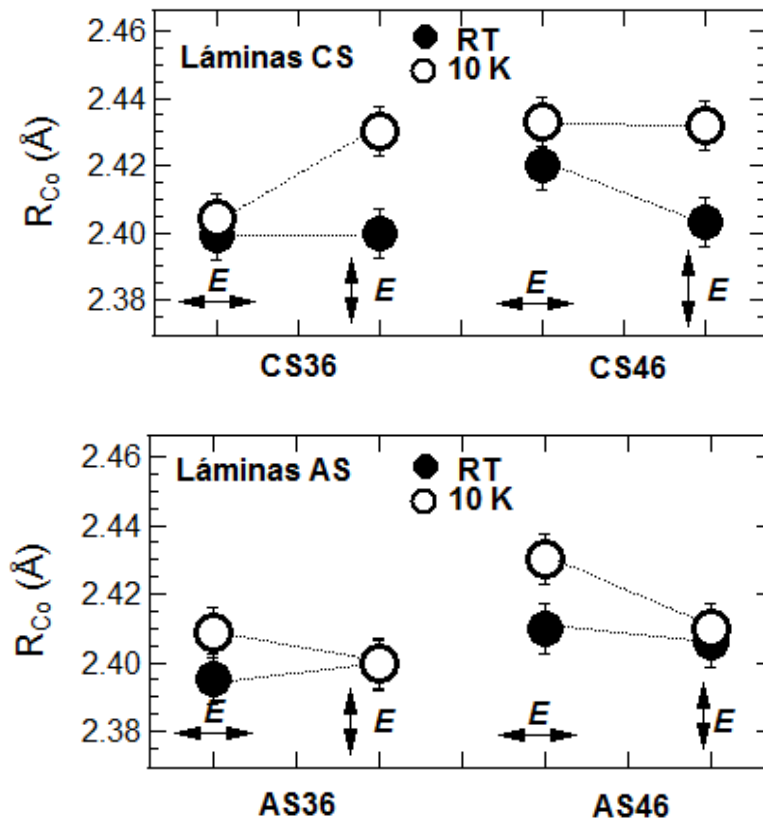 2.46
Láminas CS
RT
10 K
2.44
2.42
2.40
2.38
R_Co (Å)
E
E
E
E
CS36
CS46
2.46
Láminas AS
RT
10 K
2.44
2.42
2.40
2.38
R_Co (Å)
E
E
E
E
AS36
AS46